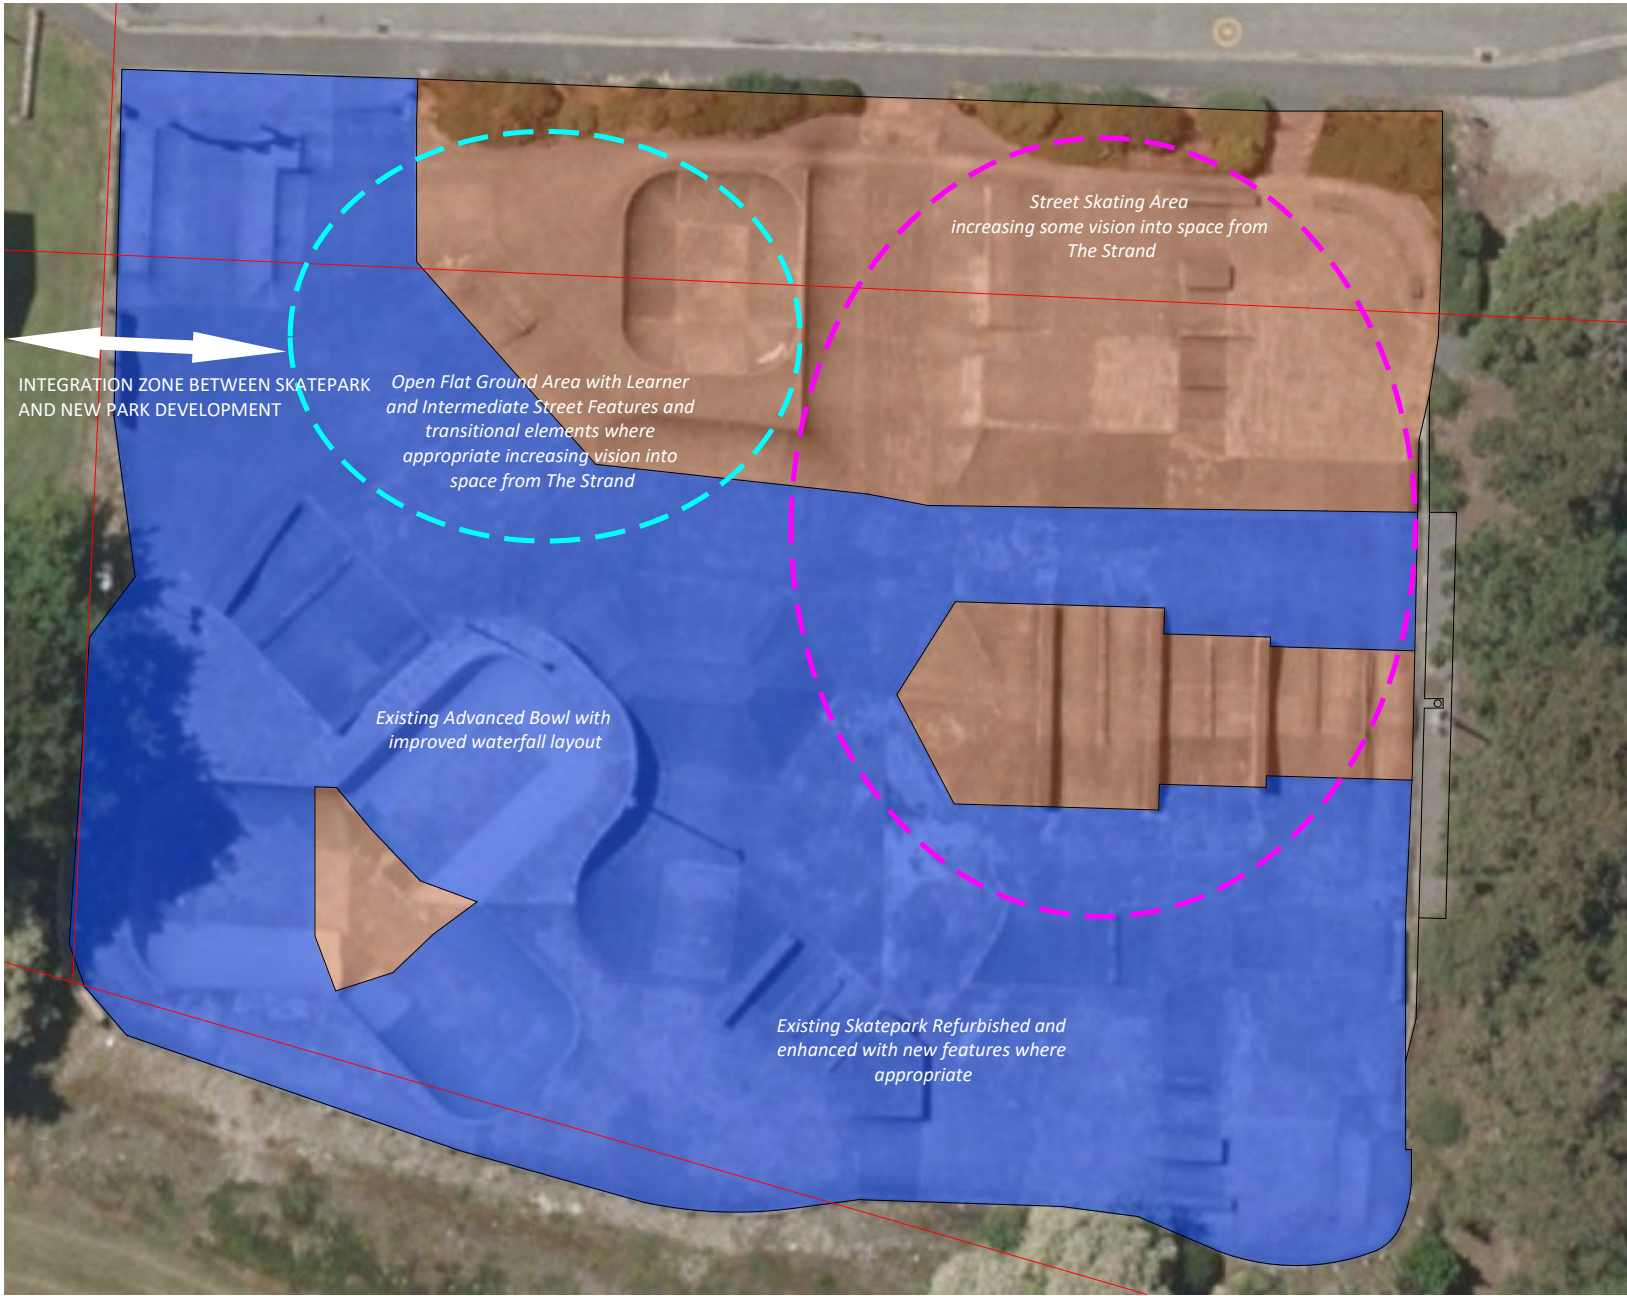 Street Skating Area
increasing some vision into space from
The Strand
INTEGRATION ZONE BETWEEN SKATEPARK
AND NEW PARK DEVELOPMENT
Open Flat Ground Area with Learner
and Intermediate Street Features and
transitional elements where
appropriate increasing vision into
space from The Strand
Existing Advanced Bowl with
improved waterfall layout
Existing Skatepark Refurbished and
enhanced with new features where
appropriate